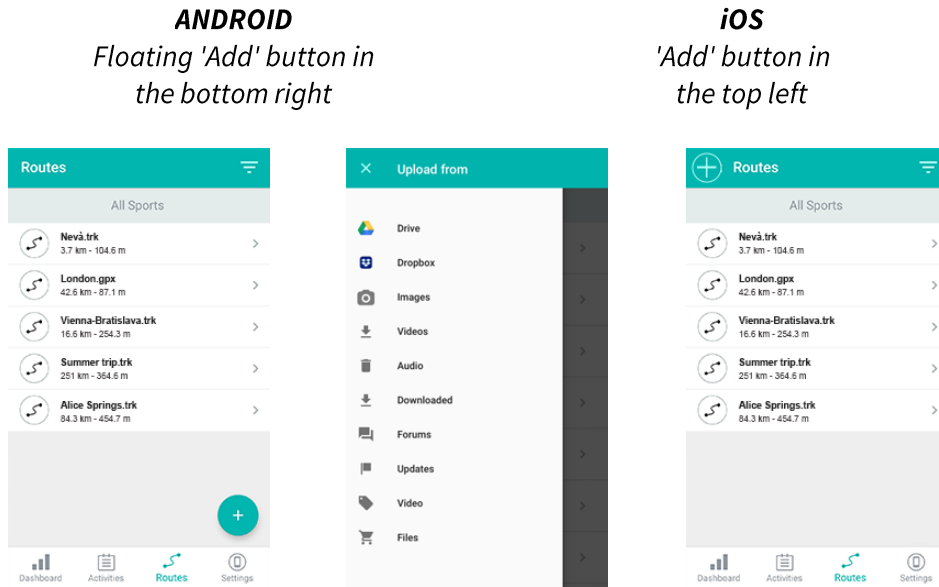 ANDROID
Floating 'Add' button in
the bottom right
iOS
'Add' button in
the top left
Routes
All Sports
Nevà.trk
3.7 km - 104.6 m
London.gpx
42.6 km - 87.1 m
Vienna-Bratislava.trk
16.6 km - 254.3 m
Summer trip.trk
251 km - 364.6 m
Alice Springs.trk
84.3 km - 454.7 m
+
Dashboard
Activities
Routes
Settings
× Upload from
Drive
Dropbox
Images
Videos
Audio
Downloaded
Forums
Updates
Video
Files
+ Routes
All Sports
Nevà.trk
3.7 km - 104.6 m
London.gpx
42.6 km - 87.1 m
Vienna-Bratislava.trk
16.6 km - 254.3 m
Summer trip.trk
251 km - 364.6 m
Alice Springs.trk
84.3 km - 454.7 m
Dashboard
Activities
Routes
Settings